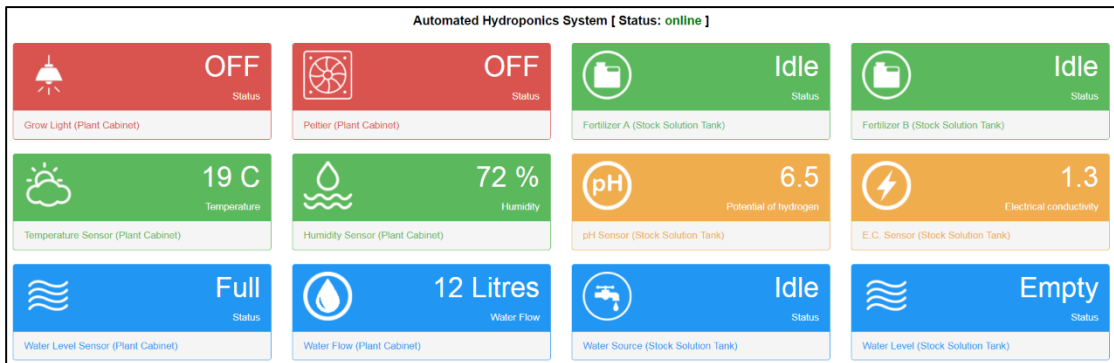 Automated Hydroponics System [ Status: online ]
OFF
Status
Grow Light (Plant Cabinet)
OFF
Status
Peltier (Plant Cabinet)
Idle
Status
Fertilizer A (Stock Solution Tank)
Idle
Status
Fertilizer B (Stock Solution Tank)
19 C
Temperature
Temperature Sensor (Plant Cabinet)
72 %
Humidity
Humidity Sensor (Plant Cabinet)
pH
6.5
Potential of hydrogen
pH Sensor (Stock Solution Tank)
1.3
Electrical conductivity
E.C. Sensor (Stock Solution Tank)
Full
Status
Water Level Sensor (Plant Cabinet)
12 Litres
Water Flow
Water Flow (Plant Cabinet)
Idle
Status
Water Source (Stock Solution Tank)
Empty
Status
Water Level (Stock Solution Tank)